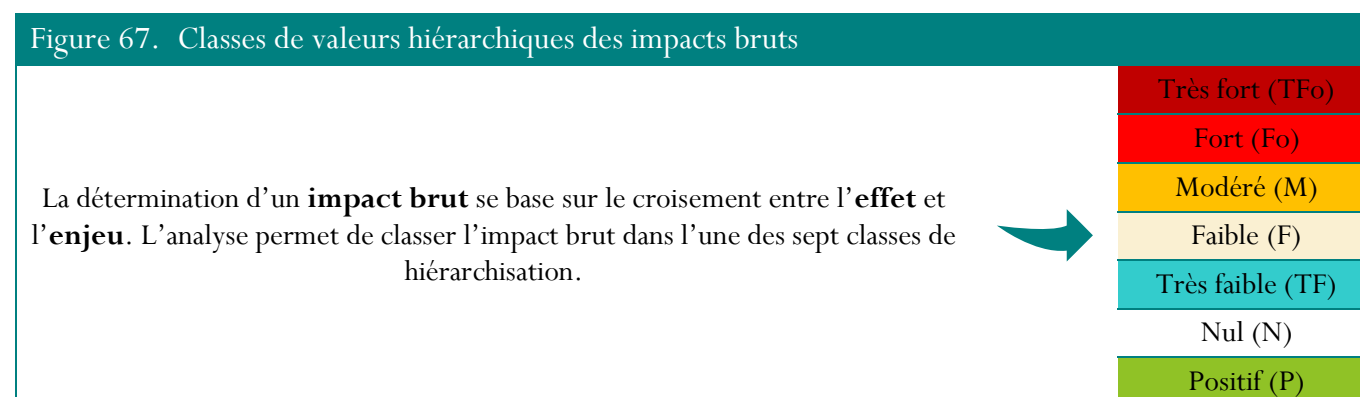 Figure 67. Classes de valeurs hiérarchiques des impacts bruts
La détermination d’un impact brut se base sur le croisement entre l’effet et
l’enjeu. L’analyse permet de classer l’impact brut dans l’une des sept classes de
hiérarchisation.
Très fort (TFo)
Fort (Fo)
Modéré (M)
Faible (F)
Très faible (TF)
Nul (N)
Positif (P)